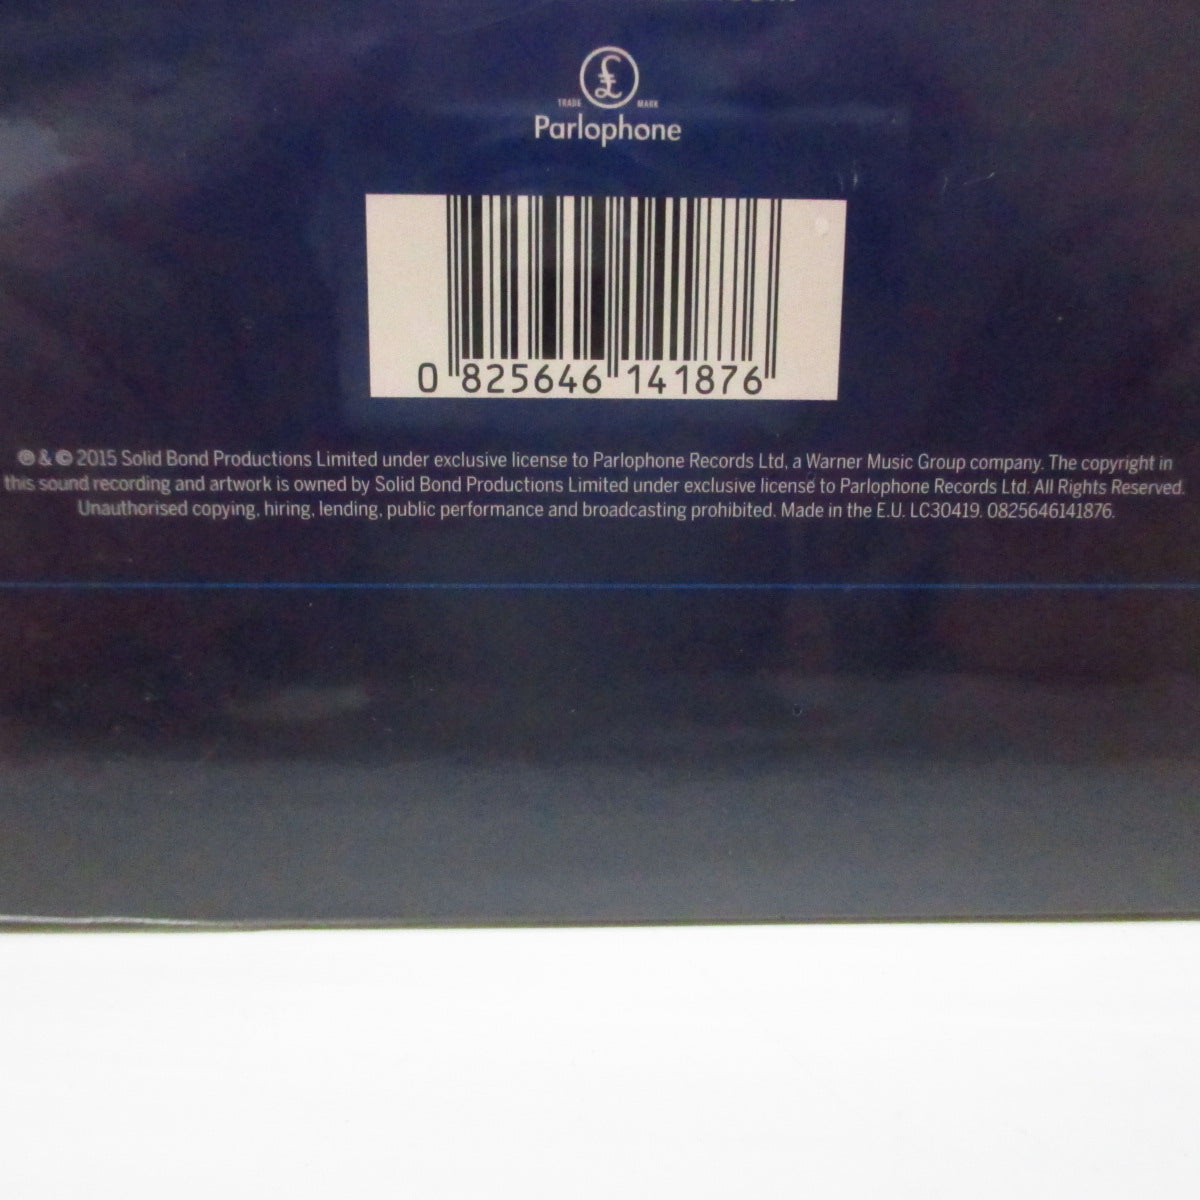 TRADE £ MARK
Parlophone
0 825646 141876
℗ & © 2015 Solid Bond Productions Limited under exclusive license to Parlophone Records Ltd, a Warner Music Group company. The copyright in
this sound recording and artwork is owned by Solid Bond Productions Limited under exclusive license to Parlophone Records Ltd. All Rights Reserved.
Unauthorised copying, hiring, lending, public performance and broadcasting prohibited. Made in the E.U. LC30419. 0825646141876.